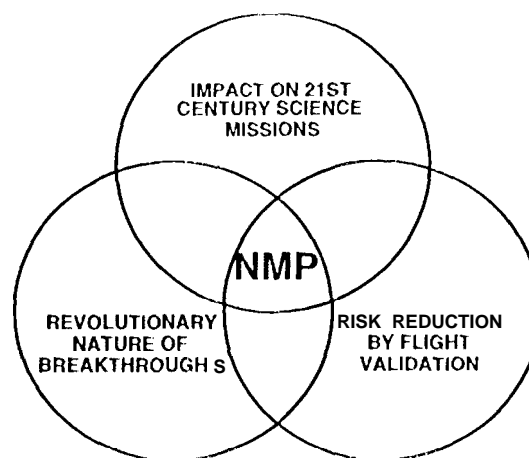 IMPACT ON 21ST
CENTURY SCIENCE
MISSIONS
NMP
REVOLUTIONARY
NATURE OF
BREAKTHROUGH S
RISK REDUCTION
BY FLIGHT
VALIDATION